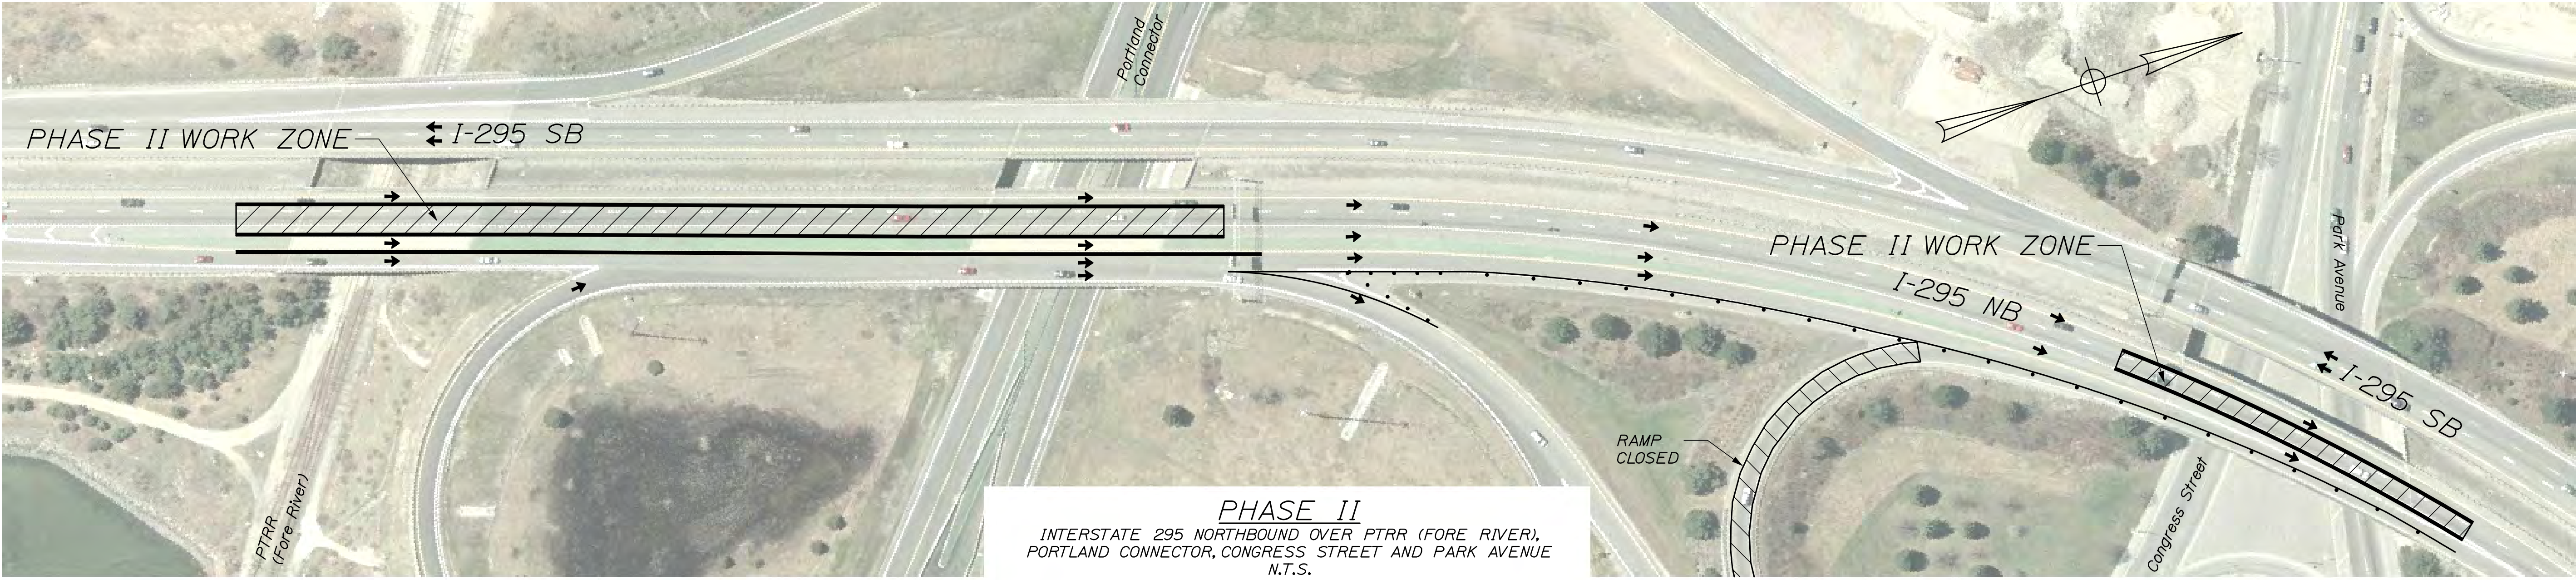 Portland
Connector
PHASE II WORK ZONE
I-295 SB
PHASE II WORK ZONE
Park Avenue
I-295 NB
I-295 SB
RAMP
CLOSED
PTRR
(Fore River)
Congress Street
PHASE II
INTERSTATE 295 NORTHBOUND OVER PTRR (FORE RIVER),
PORTLAND CONNECTOR, CONGRESS STREET AND PARK AVENUE
N.T.S.